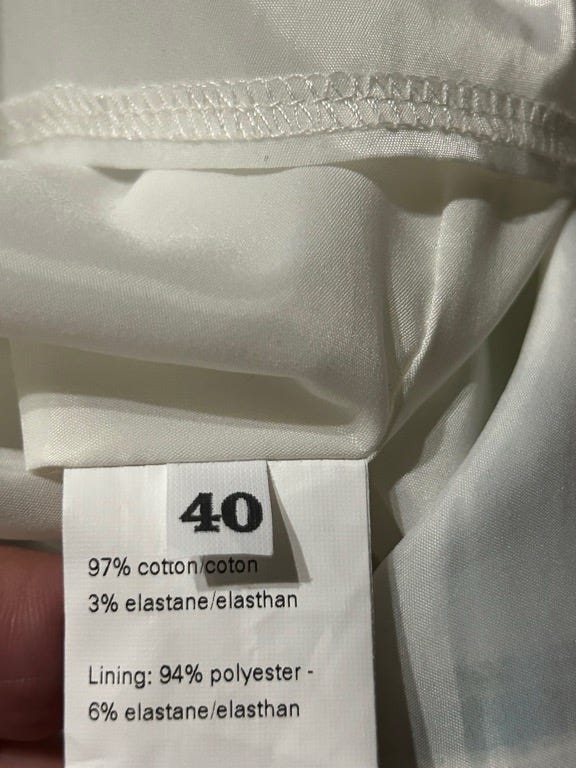 40
97% cotton/coton
3% elastane/elasthan
Lining: 94% polyester -
6% elastane/elasthan